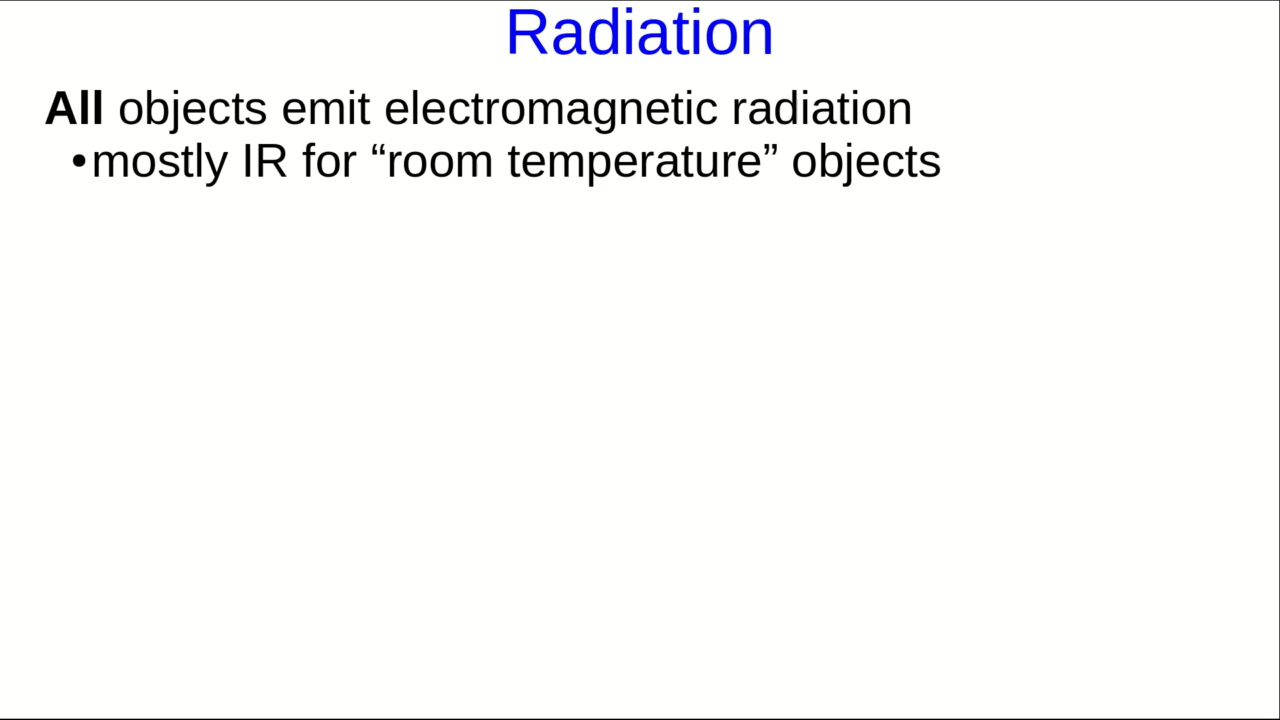 Radiation
All objects emit electromagnetic radiation
•mostly IR for “room temperature” objects